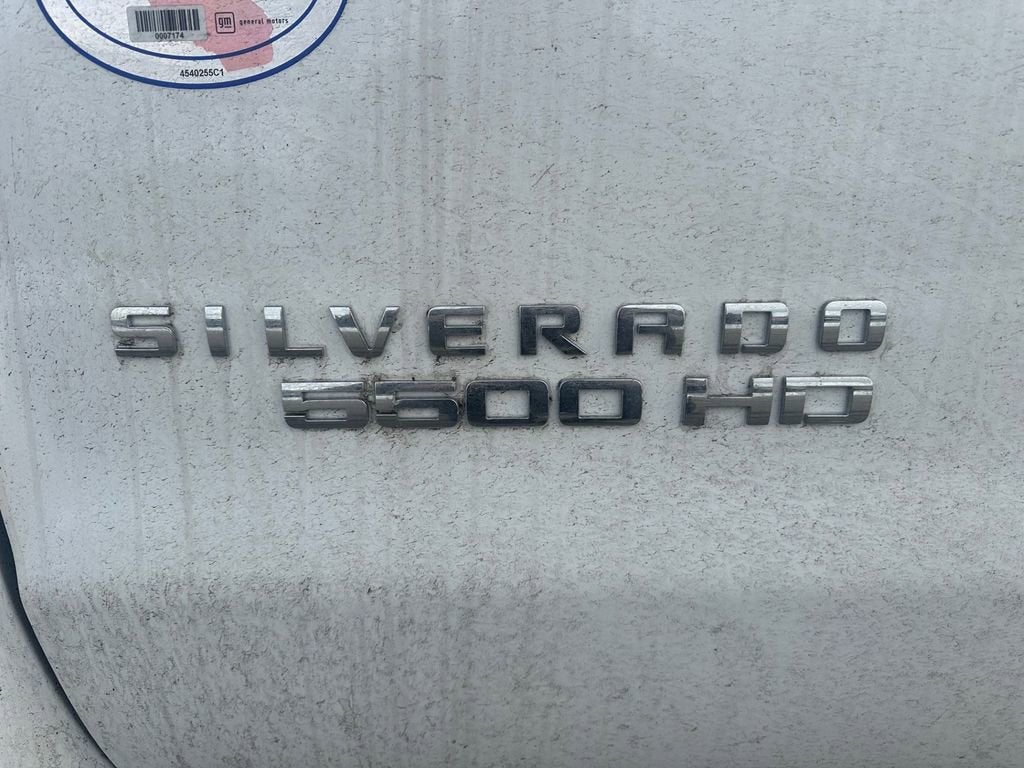 0007174
gm general motors
4540255C1
SILVERADO
5500 HD